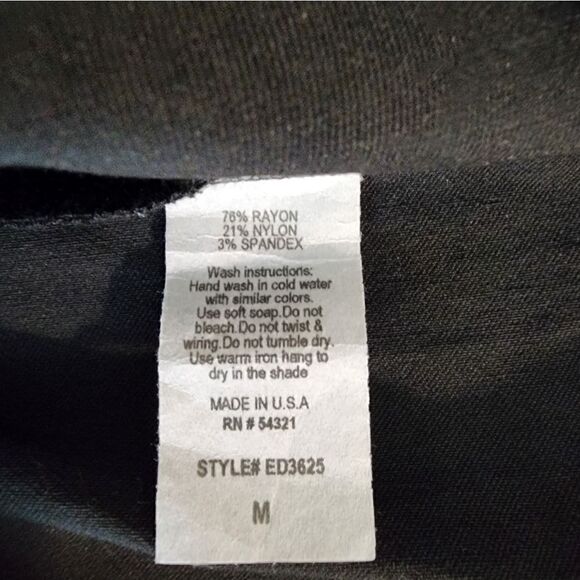 76% RAYON
21% NYLON
3% SPANDEX
Wash instructions:
Hand wash in cold water
with similar colors.
Use soft soap.Do not
bleach.Do not twist &
wiring.Do not tumble dry.
Use warm iron hang to
dry in the shade
MADE IN U.S.A
RN # 54321
STYLE# ED3625
M